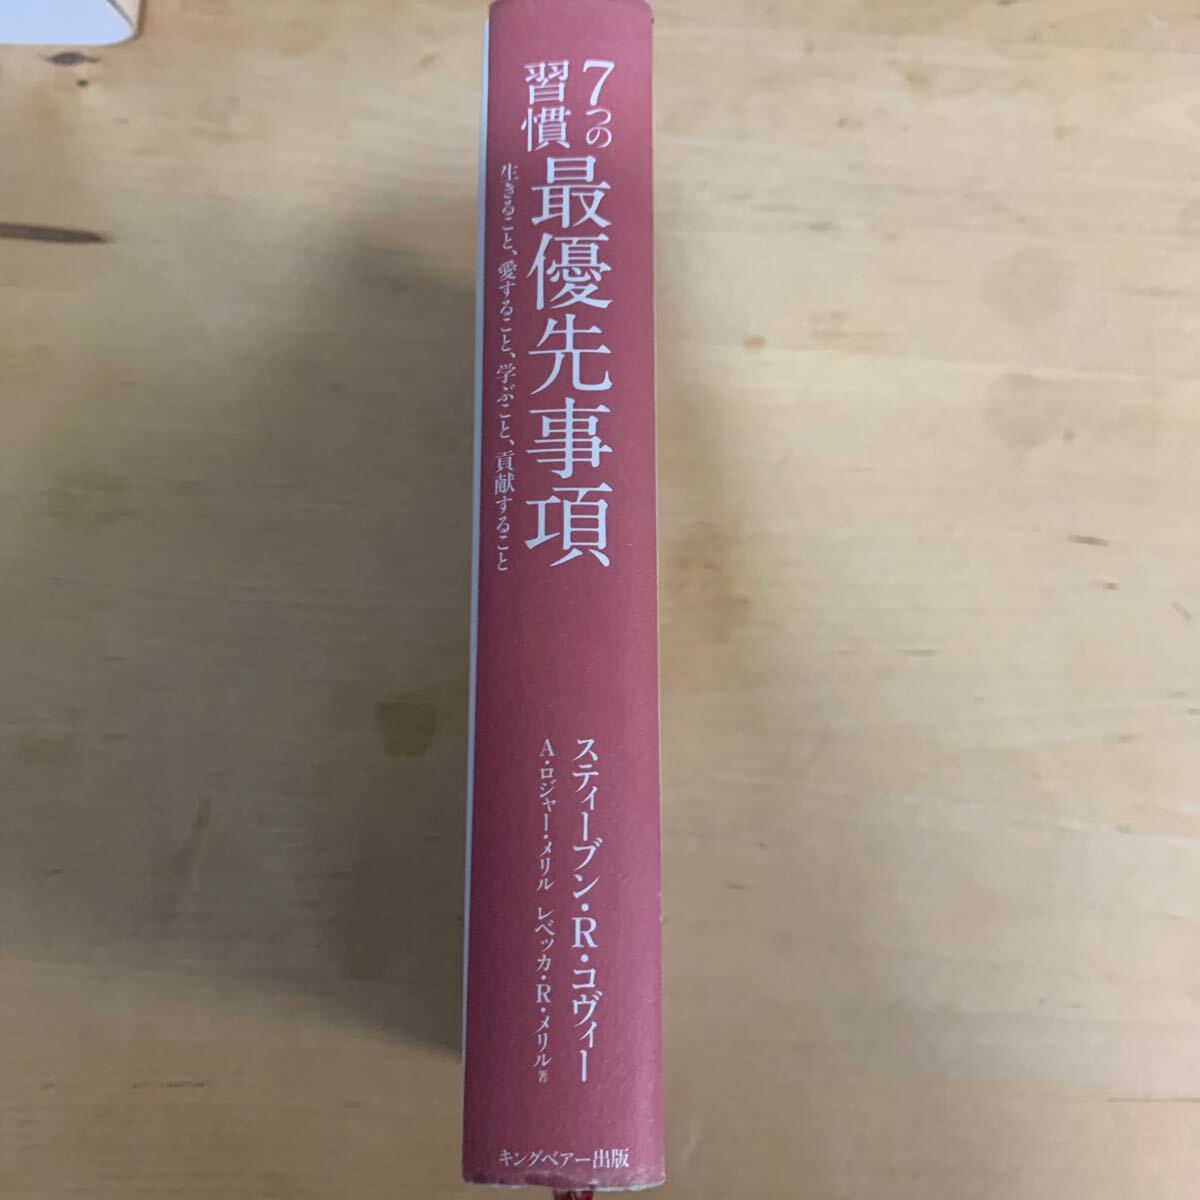 7つの
習慣
最優先事項
生きること、愛すること、学ぶこと、貢献すること
スティーブン・R・コヴィー
A・ロジャー・メリル レベッカ・R・メリル 著
キングベアー出版